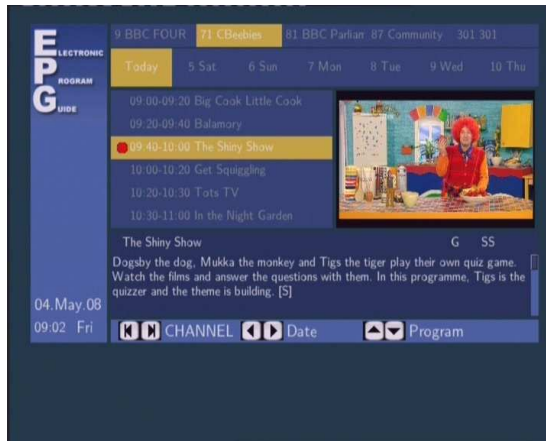 ELECTRONIC
PROGRAM
GUIDE
9 BBC FOUR 71 CBeebies 81 BBC Parliam 87 Community 301 301
Today 5 Sat 6 Sun 7 Mon 8 Tue 9 Wed 10 Thu
09:00-09:20 Big Cook Little Cook
09:20-09:40 Balamory
09:40-10:00 The Shiny Show
10:00-10:20 Get Squiggling
10:20-10:30 Tots TV
10:30-11:00 In the Night Garden
The Shiny Show G SS
Dogsby the dog, Mukka the monkey and Tigs the tiger play their own quiz game.
Watch the films and answer the questions with them. In this programme, Tigs is the
quizzer and the theme is building. [S]
04.May.08
09:02 Fri
CHANNEL Date Program